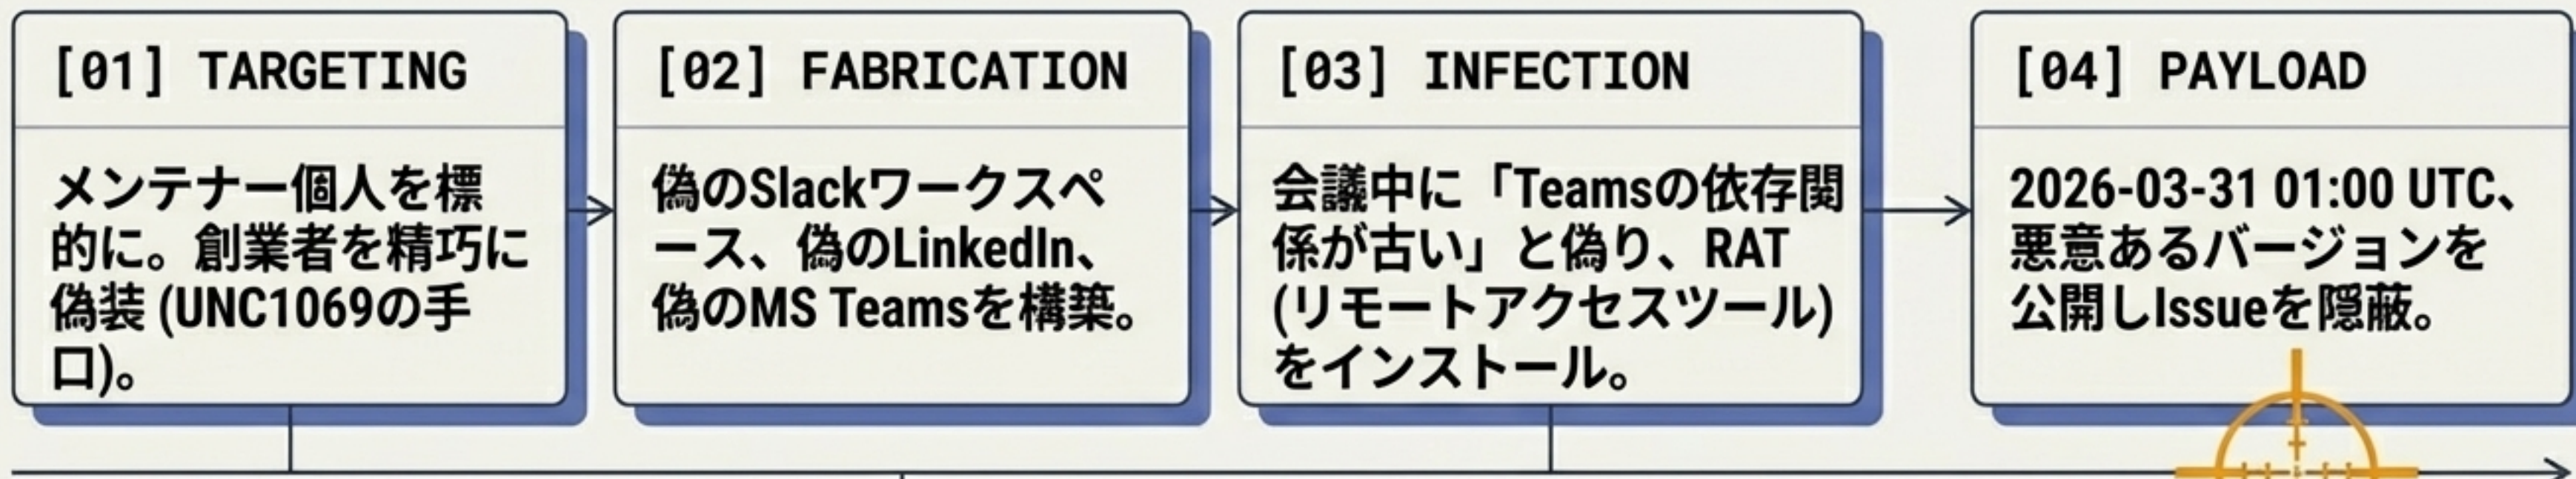 [01] TARGETING
メンテナー個人を標
的に。創業者を精巧に
偽装 (UNC1069の手
口)。
[02] FABRICATION
偽のSlackワークスペ
ース、偽のLinkedIn、
偽のMS Teamsを構築。
[03] INFECTION
会議中に「Teamsの依存関
係が古い」と偽り、RAT
(リモートアクセスツール)
をインストール。
[04] PAYLOAD
2026-03-31 01:00 UTC、
悪意あるバージョンを
公開しIssueを隠蔽。